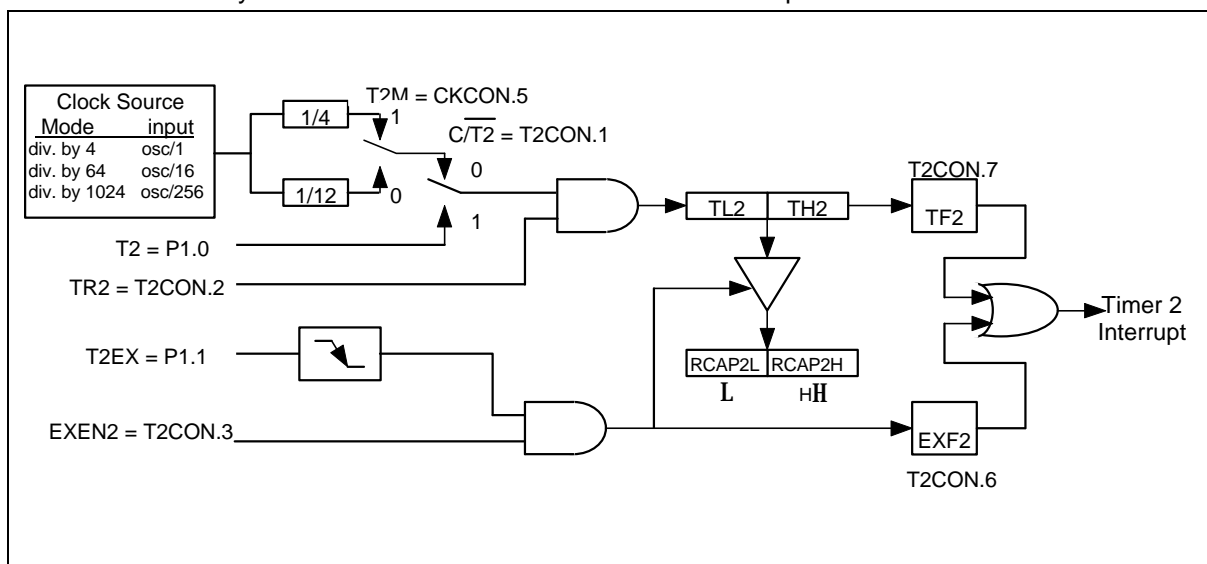 T2M = CKCON.5
Clock Source
Mode input
div. by 4 osc/1
div. by 64 osc/16
div. by 1024 osc/256
1/4
1
C/T2 = T2CON.1
1/12
0
0
1
T2 = P1.0
TR2 = T2CON.2
TL2 TH2
T2CON.7
TF2
Timer 2
Interrupt
T2EX = P1.1
RCAP2L RCAP2H
L HH
EXEN2 = T2CON.3
EXF2
T2CON.6